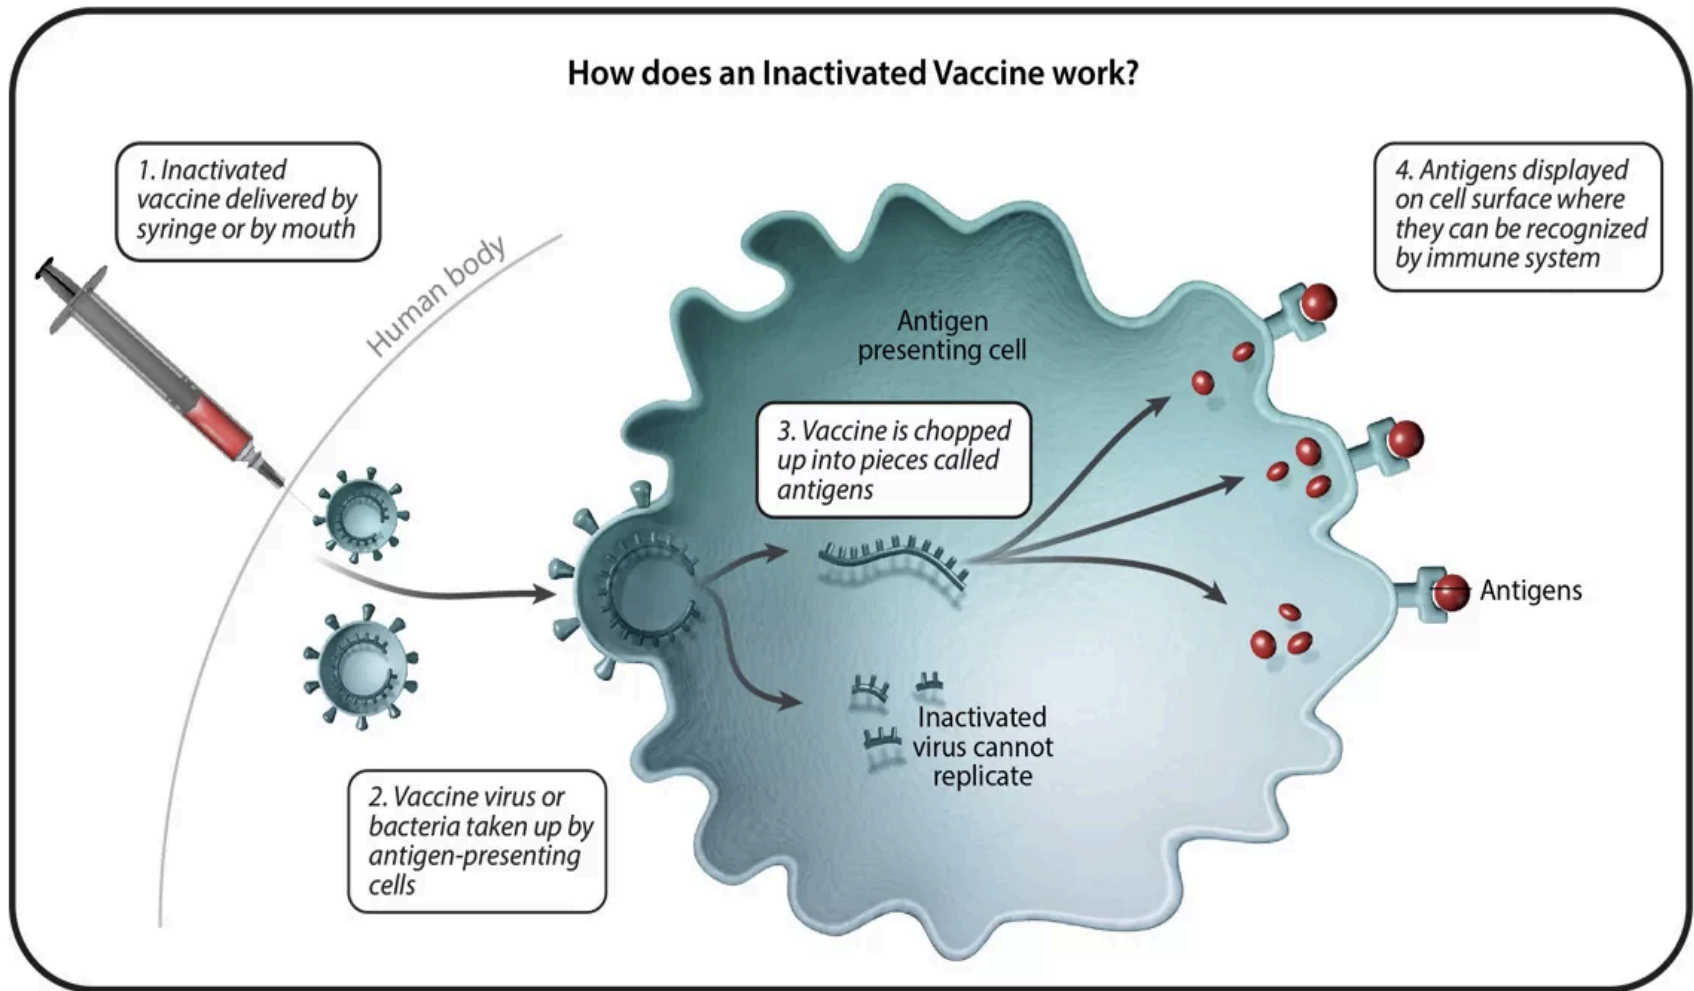 How does an Inactivated Vaccine work?
1. Inactivated
vaccine delivered by
syringe or by mouth
Human body
2. Vaccine virus or
bacteria taken up by
antigen-presenting
cells
Antigen
presenting cell
3. Vaccine is chopped
up into pieces called
antigens
Inactivated
virus cannot
replicate
4. Antigens displayed
on cell surface where
they can be recognized
by immune system
Antigens